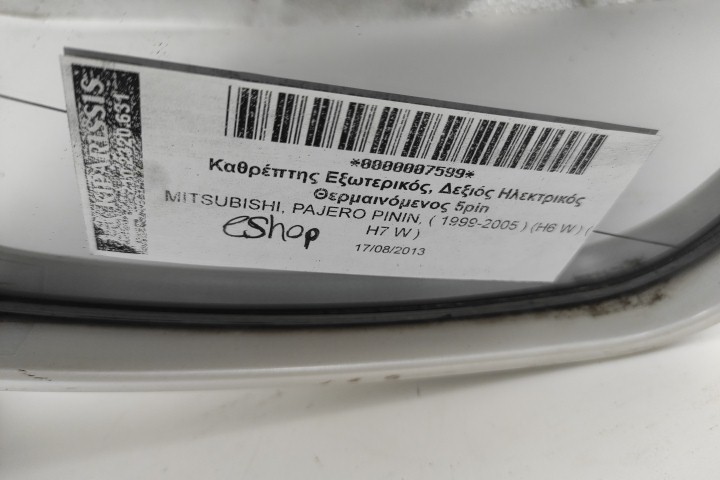 *0000007599*
Καθρέπτης Εξωτερικός, Δεξιός Ηλεκτρικός
Θερμαινόμενος 5pin
MITSUBISHI, PAJERO PININ, ( 1999-2005 ) (H6 W ) (
H7 W )
eShop
17/08/2013